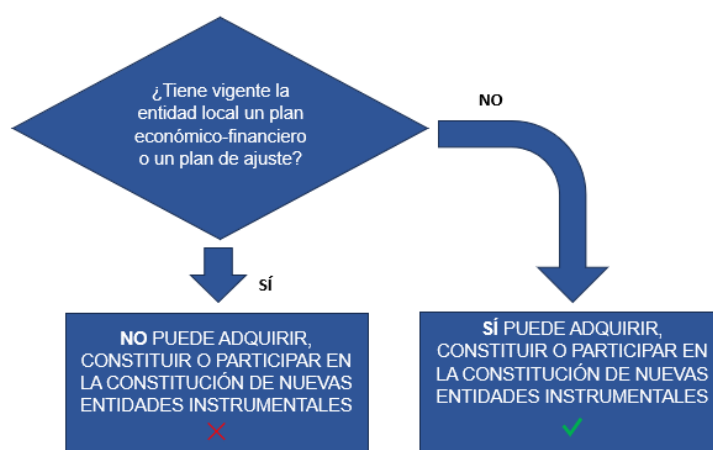 ¿Tiene vigente la
entidad local un plan
económico-financiero
o un plan de ajuste?
NO
SÍ
NO PUEDE ADQUIRIR,
CONSTITUIR O PARTICIPAR EN
LA CONSTITUCIÓN DE NUEVAS
ENTIDADES INSTRUMENTALES
SÍ PUEDE ADQUIRIR,
CONSTITUIR O PARTICIPAR EN
LA CONSTITUCIÓN DE NUEVAS
ENTIDADES INSTRUMENTALES